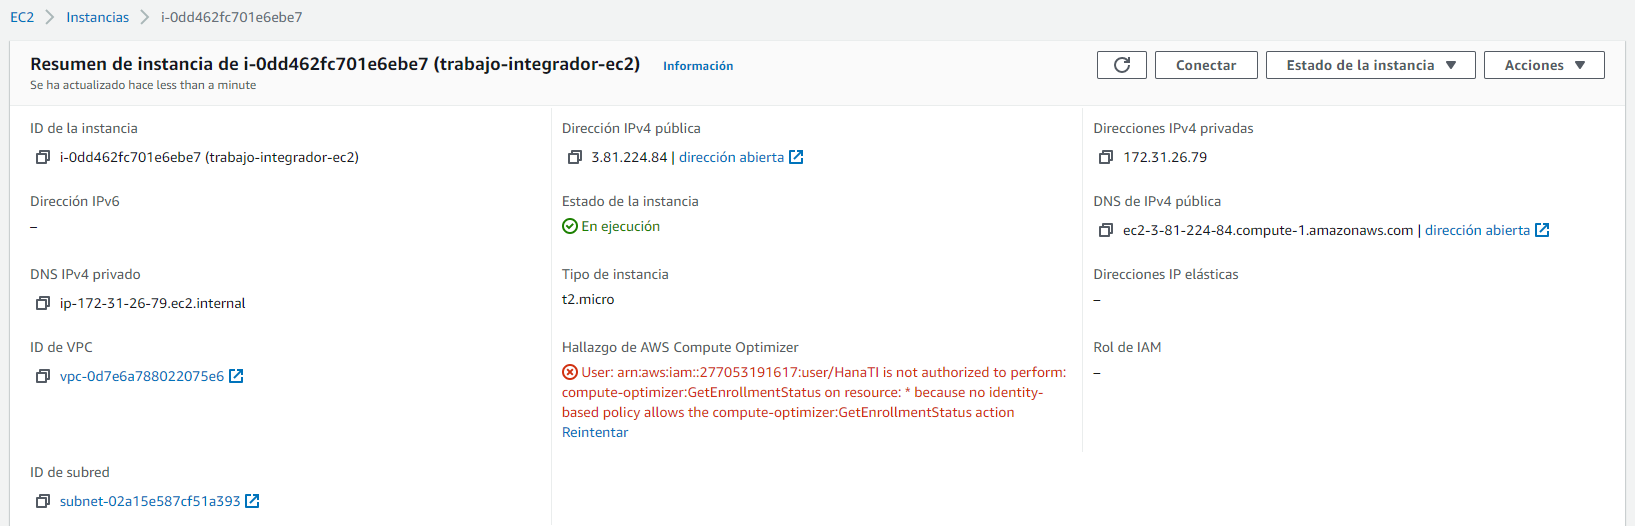 EC2 > Instancias > i-0dd462fc701e6ebe7
Resumen de instancia de i-0dd462fc701e6ebe7 (trabajo-integrador-ec2) Información
Se ha actualizado hace less than a minute
Conectar
Estado de la instancia
Acciones
ID de la instancia
i-0dd462fc701e6ebe7 (trabajo-integrador-ec2)
Dirección IPv4 pública
3.81.224.84 | dirección abierta
Direcciones IPv4 privadas
172.31.26.79
Dirección IPv6
–
Estado de la instancia
En ejecución
DNS de IPv4 pública
ec2-3-81-224-84.compute-1.amazonaws.com | dirección abierta
DNS IPv4 privado
ip-172-31-26-79.ec2.internal
Tipo de instancia
t2.micro
Direcciones IP elásticas
–
ID de VPC
vpc-0d7e6a788022075e6
Hallazgo de AWS Compute Optimizer
User: arn:aws:iam::277053191617:user/HanaTI is not authorized to perform:
compute-optimizer:GetEnrollmentStatus on resource: * because no identity-
based policy allows the compute-optimizer:GetEnrollmentStatus action
Reintentar
Rol de IAM
–
ID de subred
subnet-02a15e587cf51a393